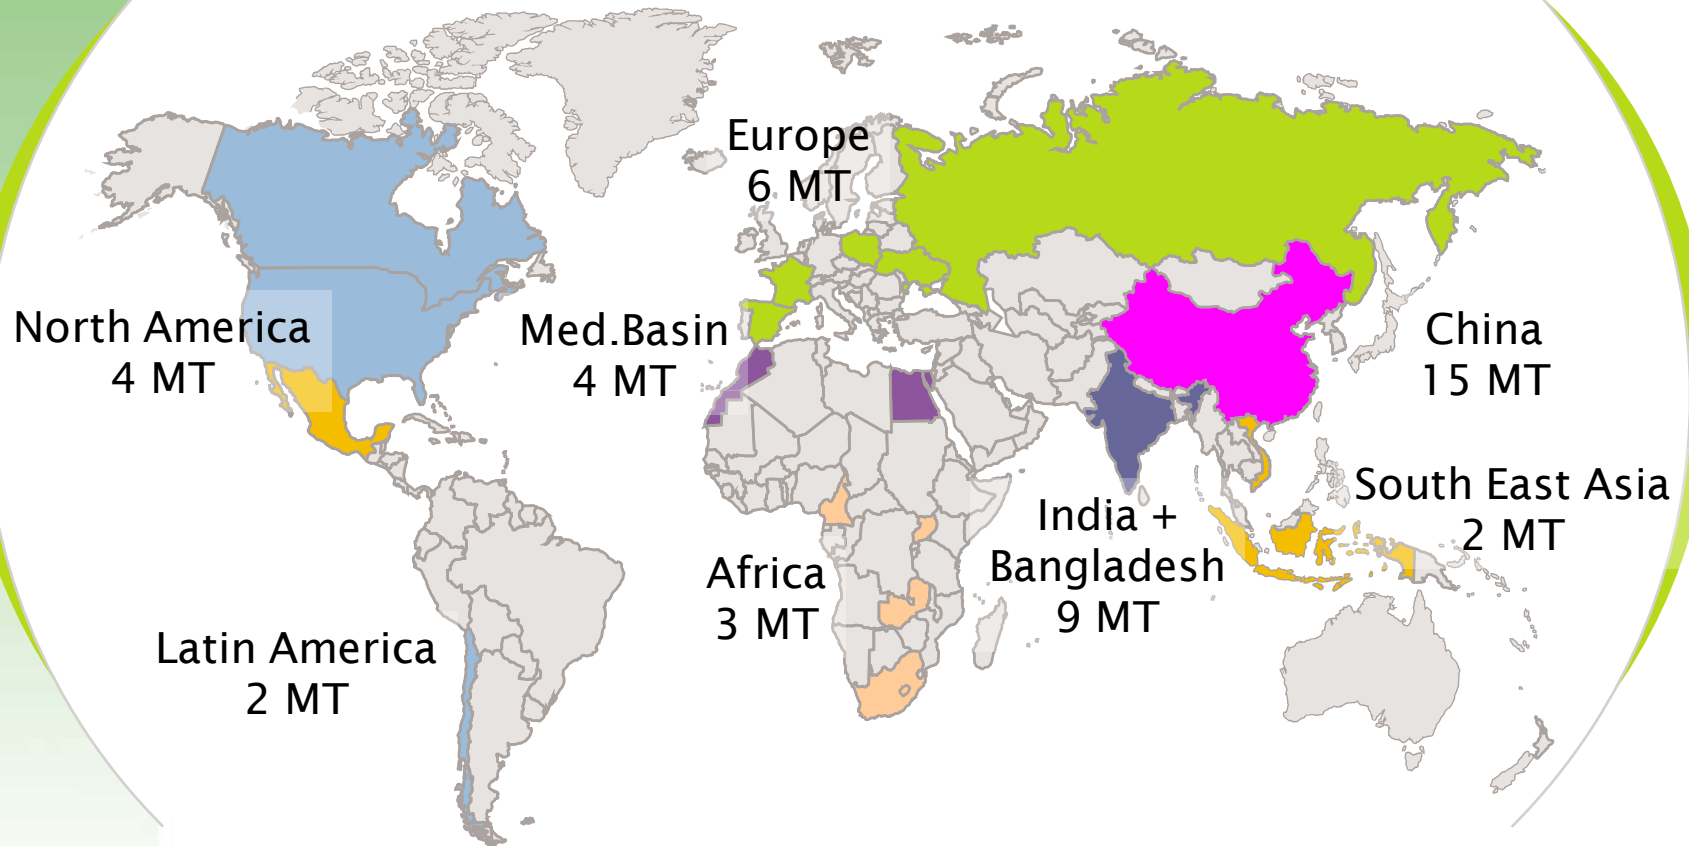 Europe
6 MT
North America
4 MT
Med.Basin
4 MT
China
15 MT
South East Asia
2 MT
India +
Bangladesh
9 MT
Africa
3 MT
Latin America
2 MT